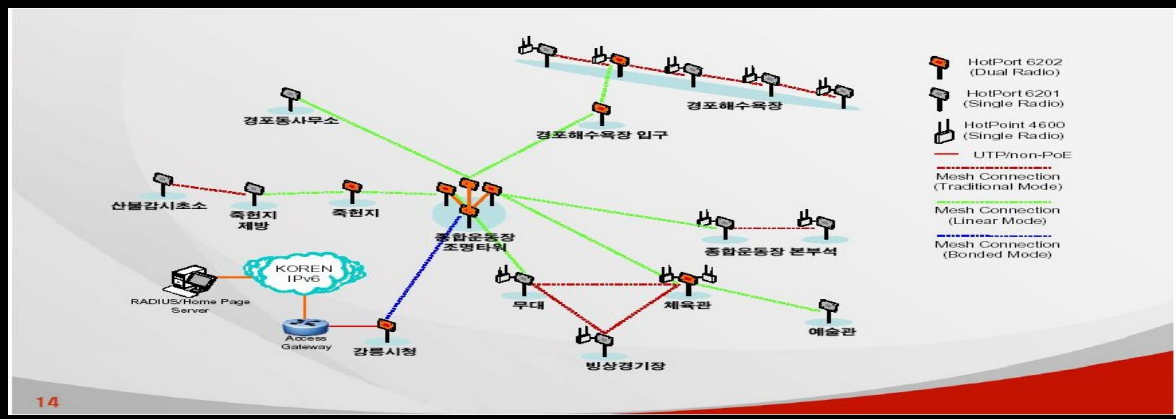 HotPort 6202
(Dual Radio)
HotPort 6201
(Single Radio)
HotPoint 4600
(Single Radio)
UTP/non-PoE
Mesh Connection
(Traditional Mode)
Mesh Connection
(Linear Mode)
Mesh Connection
(Bonded Mode)
경포해수욕장
경포동사무소
경포해수욕장 입구
산불감시초소
죽헌지
제방
죽헌지
종합운동장
조명타워
종합운동장 본부석
KOREN
IPv6
RADIUS/Home Page
Server
Access
Gateway
강릉시청
무대
체육관
예술관
빙상경기장
14